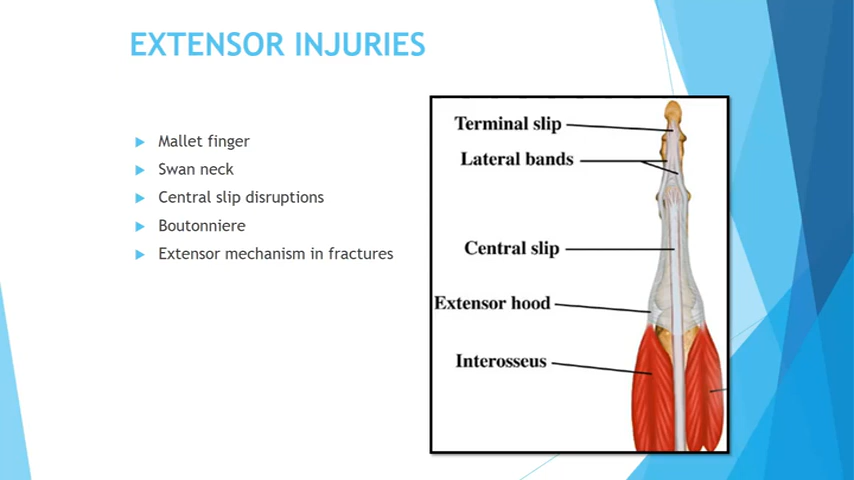 EXTENSOR INJURIES
Mallet finger
Swan neck
Central slip disruptions
Boutonniere
Extensor mechanism in fractures
Terminal slip
Lateral bands
Central slip
Extensor hood
Interosseus